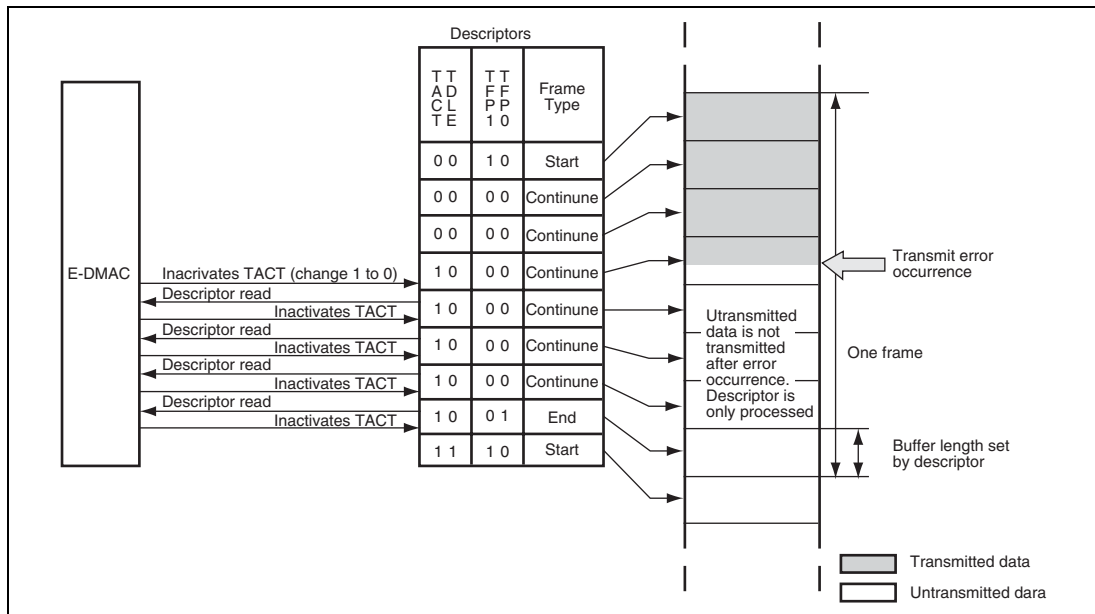 Descriptors
T T
A D
C L
T E
T T
F F
P P
1 0
Frame
Type
0 0 1 0 Start
0 0 0 0 Continune
0 0 0 0 Continune
1 0 0 0 Continune
1 0 0 0 Continune
1 0 0 0 Continune
1 0 0 0 Continune
1 0 0 1 End
1 1 1 0 Start
E-DMAC
Inacrivates TACT (change 1 to 0)
Descriptor read
Inactivates TACT
Descriptor read
Inactivates TACT
Descriptor read
Inactivates TACT
Descriptor read
Inactivates TACT
Transmit error
occurrence
Utransmitted
data is not
transmitted
after error
occurrence.
Descriptor is
only processed
One frame
Buffer length set
by descriptor
Transmitted data
Untransmitted dara